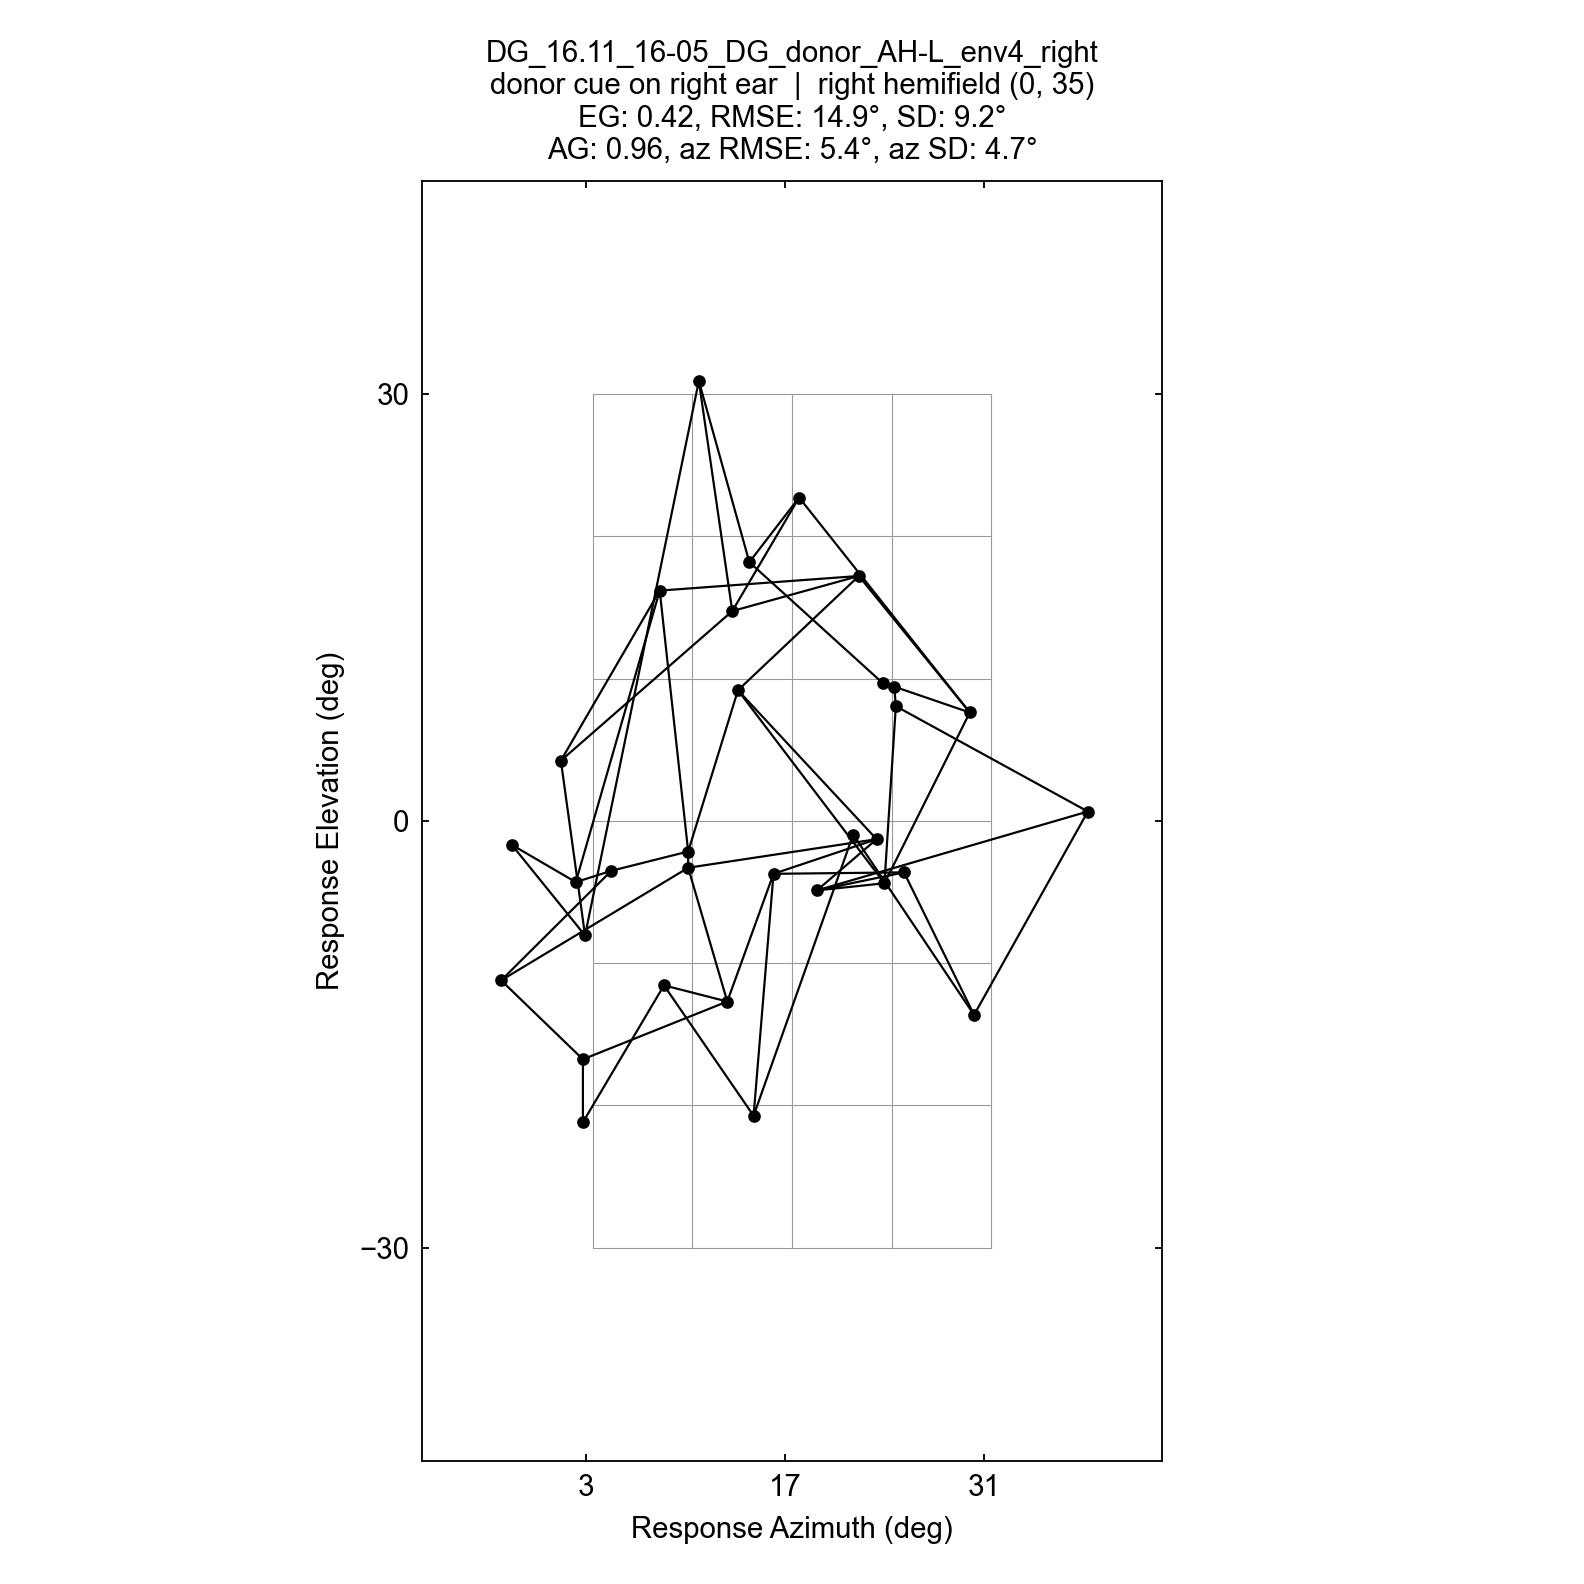 DG_16.11_16-05_DG_donor_AH-L_env4_right
donor cue on right ear | right hemifield (0, 35)
EG: 0.42, RMSE: 14.9°, SD: 9.2°
AG: 0.96, az RMSE: 5.4°, az SD: 4.7°
30
0
−30
Response Elevation (deg)
3 17 31
Response Azimuth (deg)